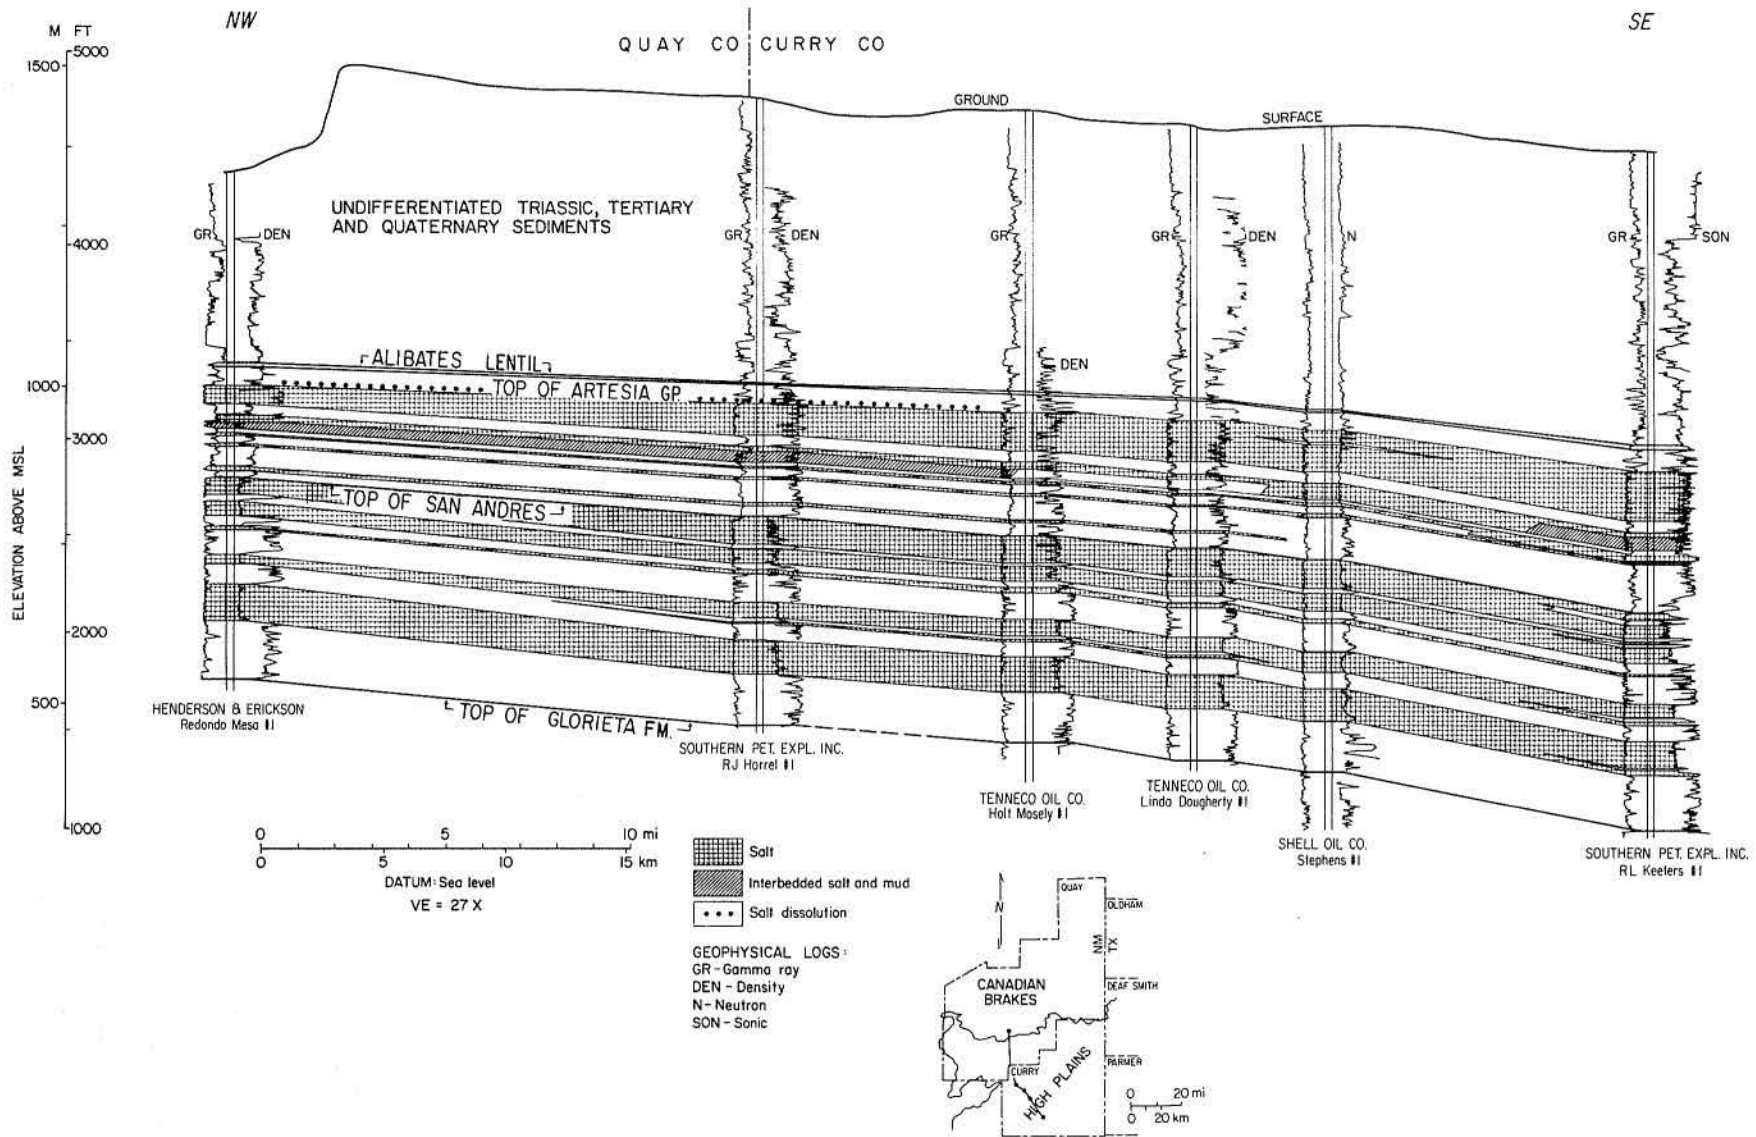 NW
SE
M FT
5000
1500
QUAY CO CURRY CO
GROUND
SURFACE
UNDIFFERENTIATED TRIASSIC, TERTIARY
AND QUATERNARY SEDIMENTS
4000
GR DEN
GR DEN
GR
GR DEN
N
GR SON
ALIBATES LENTIL
DEN
1000
TOP OF ARTESIA GP.
3000
ELEVATION ABOVE MSL
TOP OF SAN ANDRES
2000
500
TOP OF GLORIETA FM.
1000
HENDERSON & ERICKSON
Redondo Mesa #1
SOUTHERN PET. EXPL. INC.
RJ Horrel #1
TENNECO OIL CO.
Holt Mosely #1
TENNECO OIL CO.
Linda Dougherty #1
SHELL OIL CO.
Stephens #1
SOUTHERN PET. EXPL. INC.
RL Keelers #1
0 5 10 mi
0 5 10 15 km
DATUM: Sea level
VE = 27 X
Salt
Interbedded salt and mud
Salt dissolution
GEOPHYSICAL LOGS:
GR - Gamma ray
DEN - Density
N - Neutron
SON - Sonic
N
QUAY
OLDHAM
NM
TX
CANADIAN
BRAKES
DEAF SMITH
CURRY
HIGH PLAINS
PARMER
0 20 mi
0 20 km